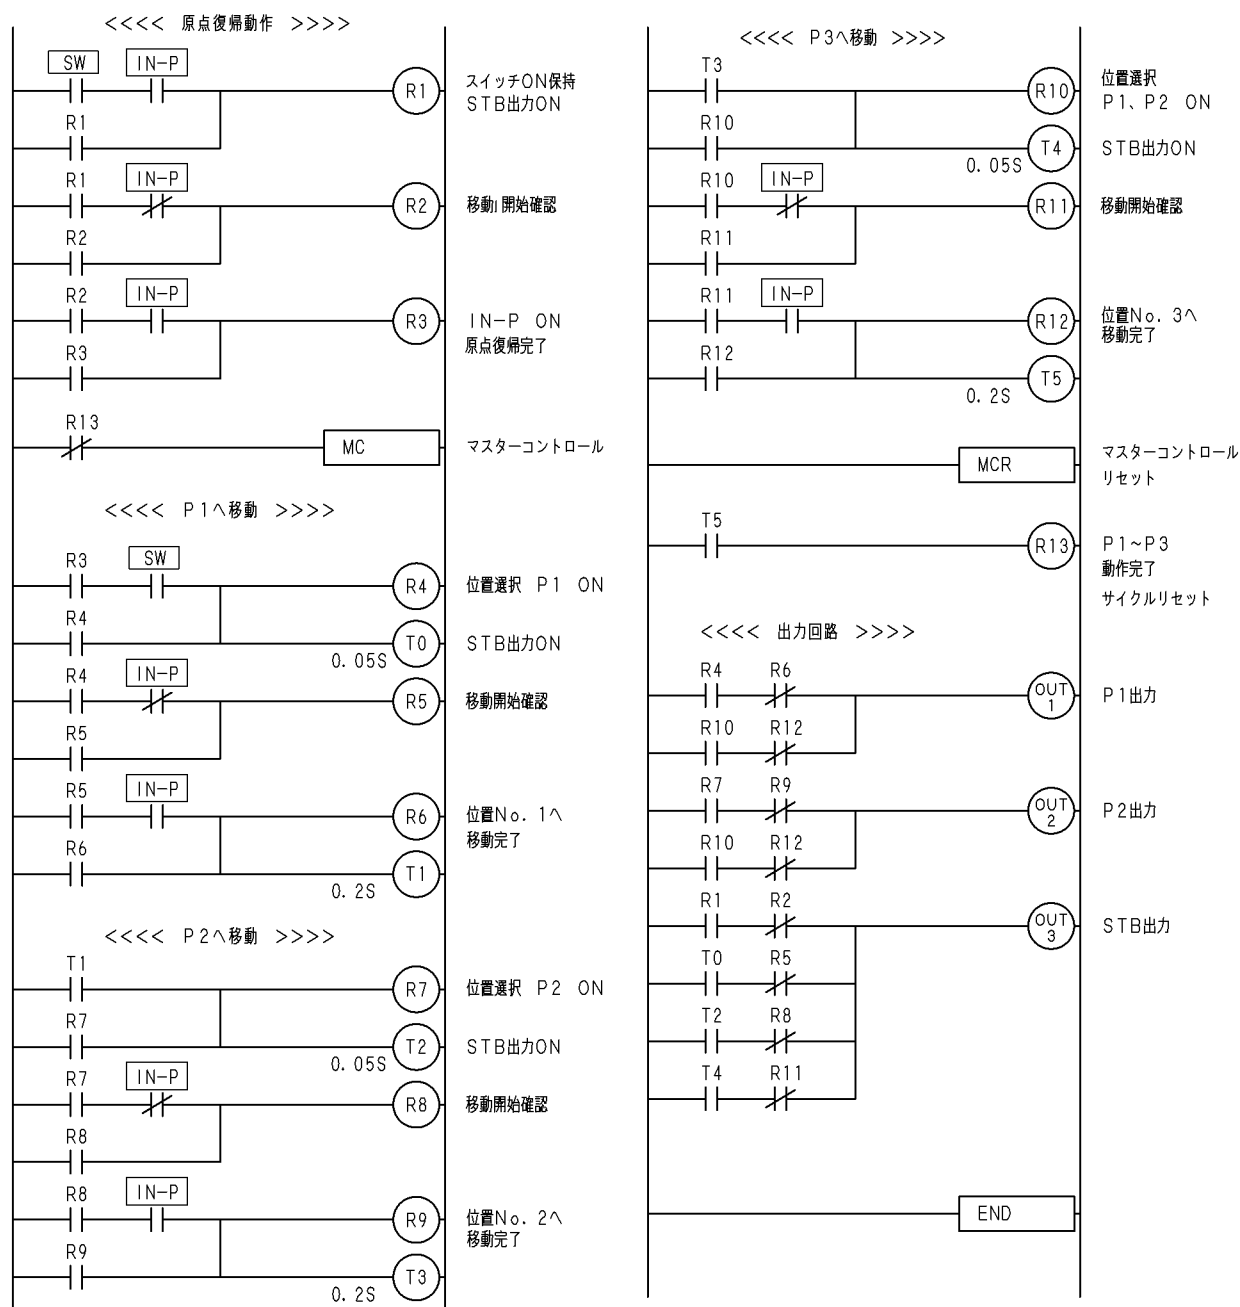 <<<< 原点復帰動作 >>>>
SW IN-P
R1 スイッチON保持
STB出力ON
R1
R1 IN-P
R2 移動開始確認
R2
R2 IN-P
R3 IN-P ON
原点復帰完了
R3
R13
MC マスターコントロール
<<<< P1へ移動 >>>>
R3 SW
R4 位置選択 P1 ON
R4
T0 STB出力ON
0.05S
R4 IN-P
R5 移動開始確認
R5
R5 IN-P
R6 位置No.1へ
移動完了
R6
T1
0.2S
<<<< P2へ移動 >>>>
T1
R7 位置選択 P2 ON
R7
T2 STB出力ON
0.05S
R7 IN-P
R8 移動開始確認
R8
R8 IN-P
R9 位置No.2へ
移動完了
R9
T3
0.2S
<<<< P3へ移動 >>>>
T3
R10 位置選択
P1、P2 ON
R10
T4 STB出力ON
0.05S
R10 IN-P
R11 移動開始確認
R11
R11 IN-P
R12 位置No.3へ
移動完了
R12
T5
0.2S
MCR マスターコントロール
リセット
T5
R13 P1~P3
動作完了
サイクルリセット
<<<< 出力回路 >>>>
R4 R6
OUT
1 P1出力
R10 R12
R7 R9
OUT
2 P2出力
R10 R12
R1 R2
OUT
3 STB出力
T0 R5
T2 R8
T4 R11
END